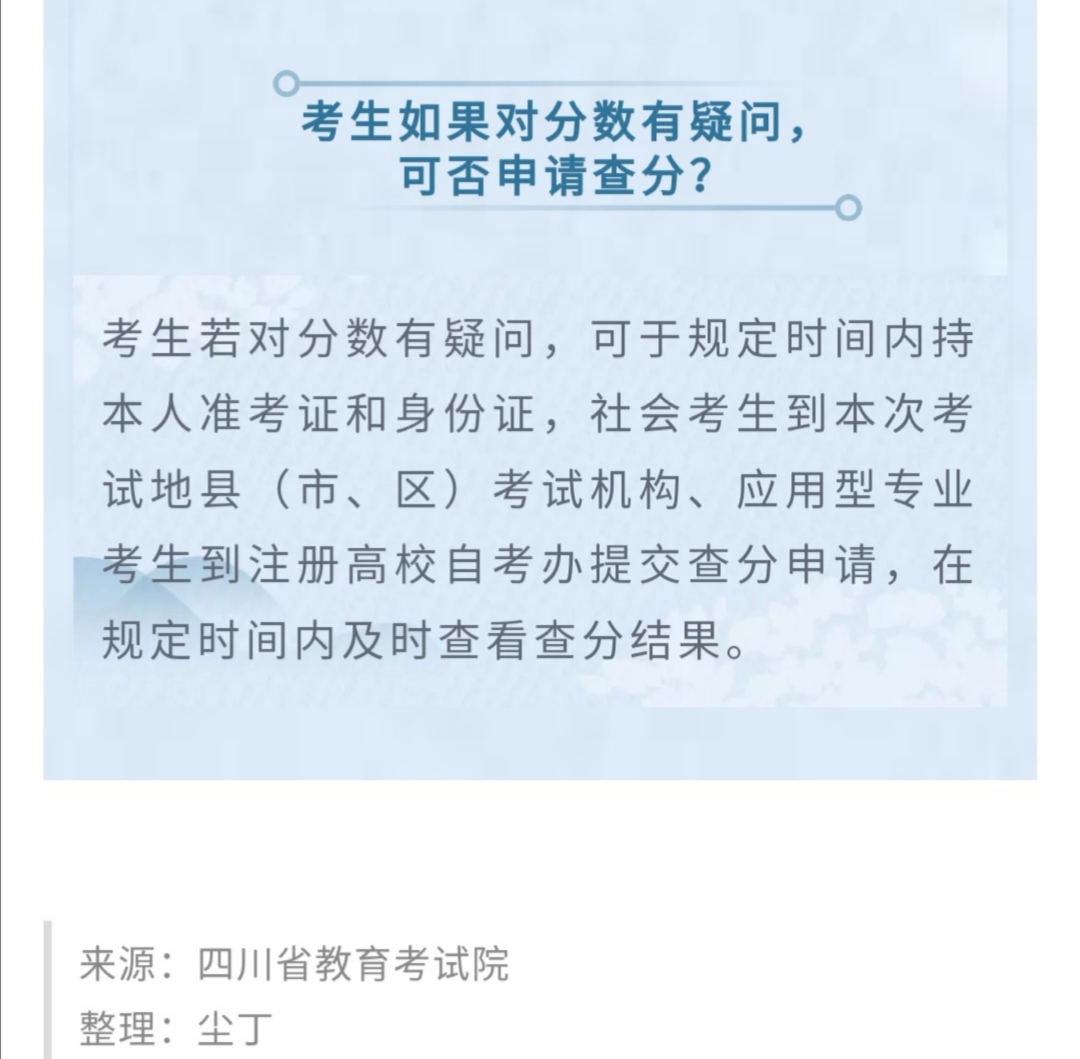 考生如果对分数有疑问，
可否申请查分？
考生若对分数有疑问，可于规定时间内持
本人准考证和身份证，社会考生到本次考
试地县（市、区）考试机构、应用型专业
考生到注册高校自考办提交查分申请，在
规定时间内及时查看查分结果。
来源：四川省教育考试院
整理：尘丁